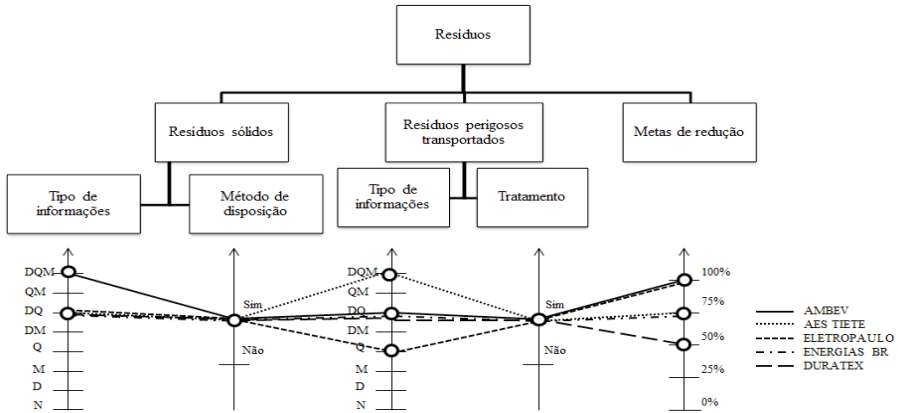 Resíduos
Resíduos sólidos
Resíduos perigosos
transportados
Metas de redução
Tipo de
informações
Método de
disposição
Tipo de
informações
Tratamento
DQM
QM
DQ
DM
Q
M
D
N
Sim
Não
DQM
QM
DQ
DM
Q
M
D
N
Sim
Não
100%
75%
50%
25%
0%
AMBEV
AES TIETE
ELETROPAULO
ENERGIAS BR
DURATEX